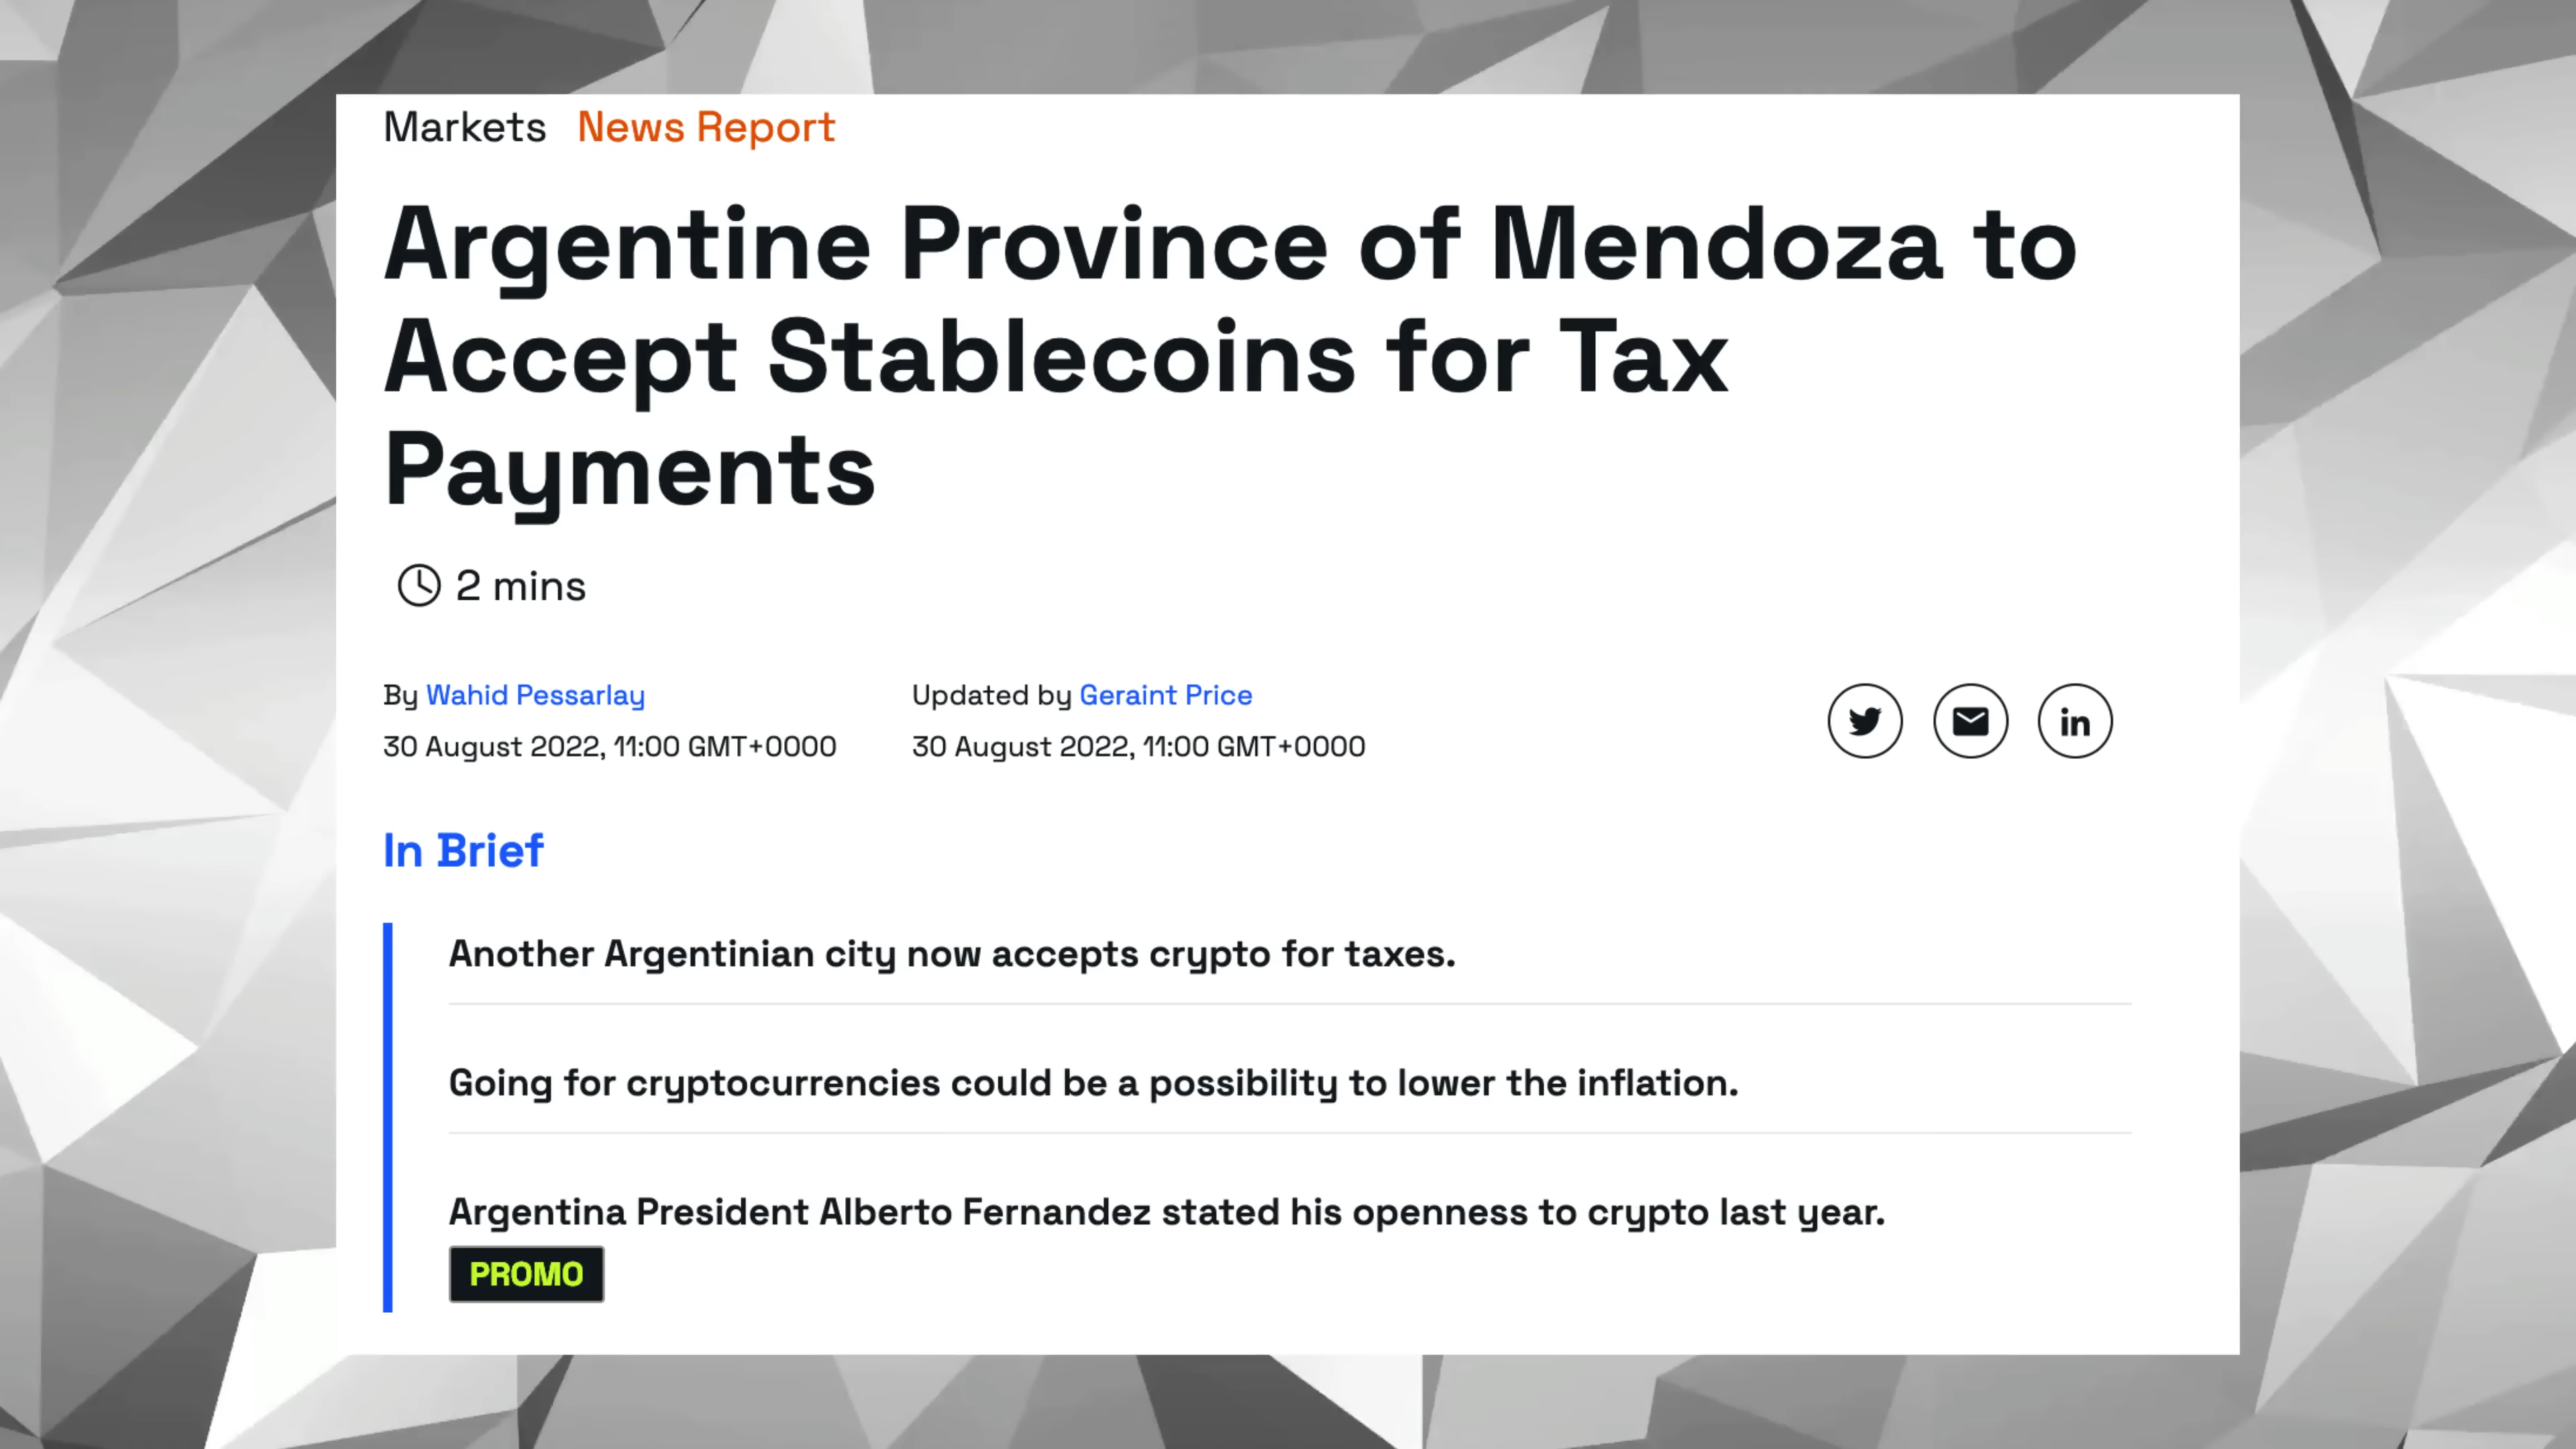 Markets News Report
Argentine Province of Mendoza to
Accept Stablecoins for Tax
Payments
2 mins
By Wahid Pessarlay
30 August 2022, 11:00 GMT+0000
Updated by Geraint Price
30 August 2022, 11:00 GMT+0000
in
In Brief
Another Argentinian city now accepts crypto for taxes.
Going for cryptocurrencies could be a possibility to lower the inflation.
Argentina President Alberto Fernandez stated his openness to crypto last year.
PROMO